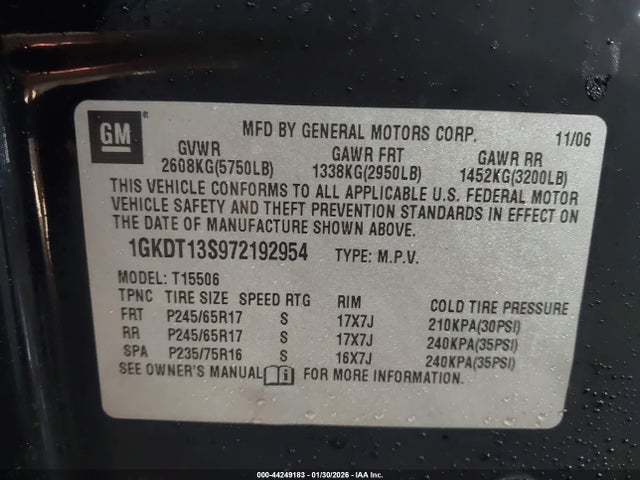 GM
MFD BY GENERAL MOTORS CORP. 11/06
GVWR GAWR FRT GAWR RR
2608KG(5750LB) 1338KG(2950LB) 1452KG(3200LB)
THIS VEHICLE CONFORMS TO ALL APPLICABLE U.S. FEDERAL MOTOR
VEHICLE SAFETY AND THEFT PREVENTION STANDARDS IN EFFECT ON
THE DATE OF MANUFACTURE SHOWN ABOVE.
1GKDT13S972192954 TYPE: M.P.V.
MODEL: T15506
TPNC TIRE SIZE SPEED RTG RIM COLD TIRE PRESSURE
FRT P245/65R17 S 17X7J 210KPA(30PSI)
RR P245/65R17 S 17X7J 240KPA(35PSI)
SPA P235/75R16 S 16X7J 240KPA(35PSI)
SEE OWNER'S MANUAL i FOR MORE INFORMATION.
000-44249183 - 01/30/2026 - IAA Inc.